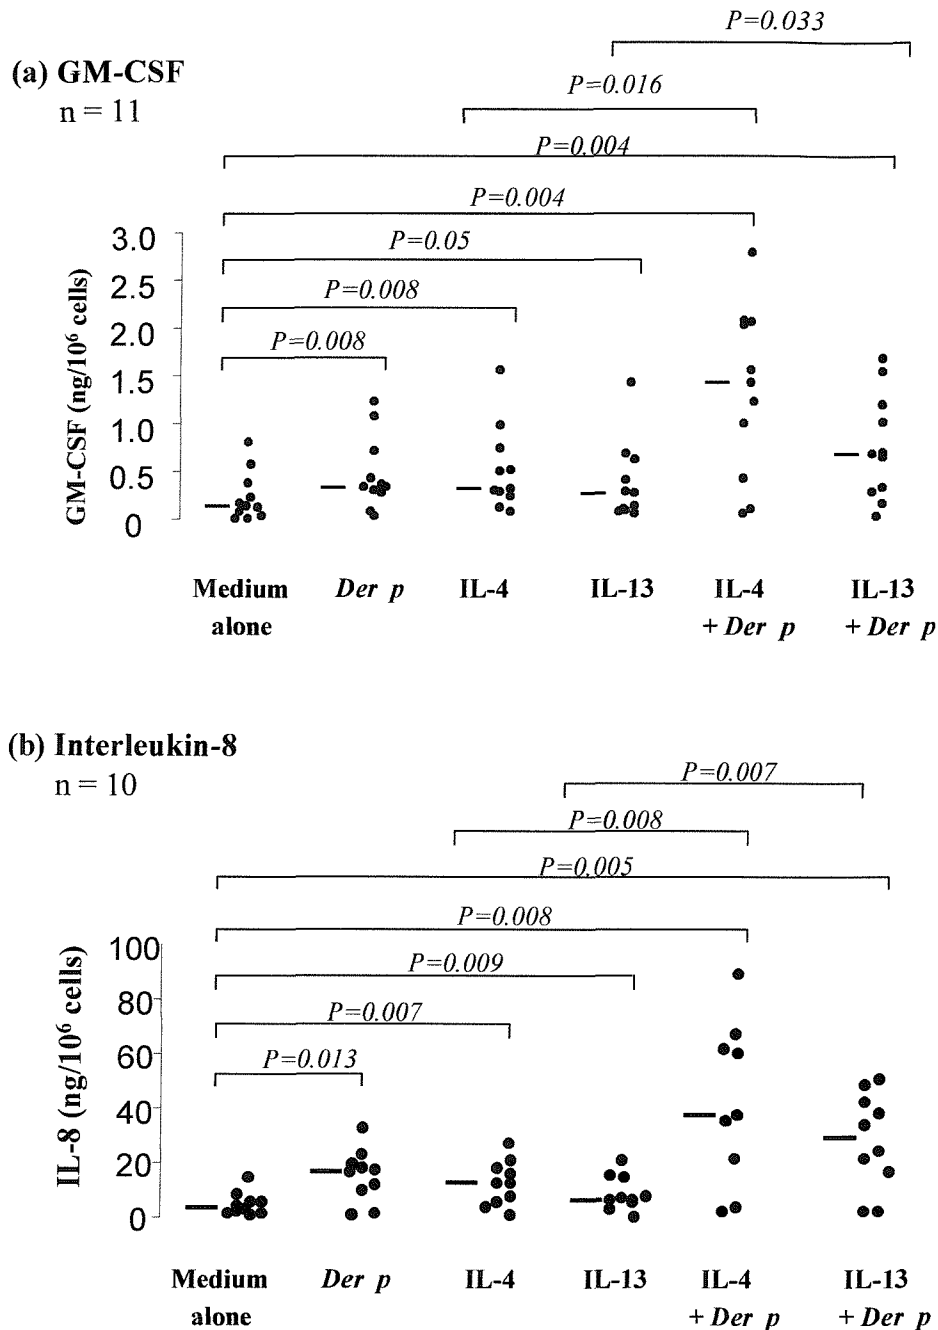 P=0.033
(a) GM-CSF
n = 11
P=0.016
P=0.004
P=0.004
P=0.05
P=0.008
P=0.008
GM-CSF (ng/10⁶ cells)
3.0
2.5
2.0
1.5
1.0
0.5
0
Medium alone
Der p
IL-4
IL-13
IL-4 + Der p
IL-13 + Der p
(b) Interleukin-8
n = 10
P=0.007
P=0.008
P=0.005
P=0.008
P=0.009
P=0.007
P=0.013
IL-8 (ng/10⁶ cells)
100
80
60
40
20
0
Medium alone
Der p
IL-4
IL-13
IL-4 + Der p
IL-13 + Der p